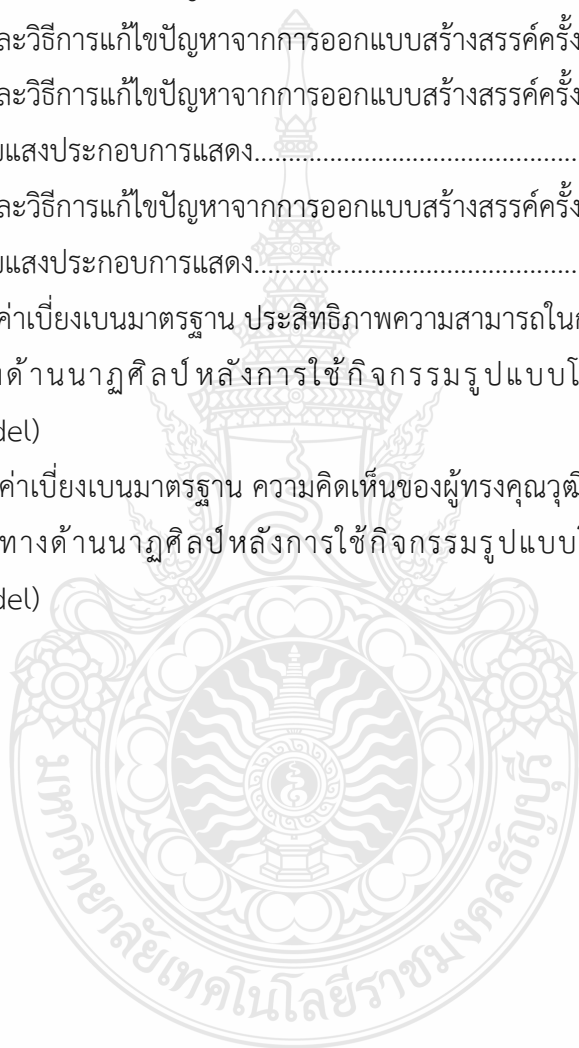 ละวิธีการแก้ไขปัญหาจากการออกแบบสร้างสรรค์ครั้ง
ละวิธีการแก้ไขปัญหาจากการออกแบบสร้างสรรค์ครั้ง
แสงประกอบการแสดง..........................................................
ละวิธีการแก้ไขปัญหาจากการออกแบบสร้างสรรค์ครั้ง
แสงประกอบการแสดง..........................................................
ค่าเบี่ยงเบนมาตรฐาน ประสิทธิภาพความสามารถใน
ด้านนาฏศิลป์หลังการใช้กิจกรรมรูปแบบ
del)
ค่าเบี่ยงเบนมาตรฐาน ความคิดเห็นของผู้ทรงคุณวุฒิ
ทางด้านนาฏศิลป์หลังการใช้กิจกรรมรูปแบบ
del)
มหาวิทยาลัยเทคโนโลยีราชมงคลธัญบุรี